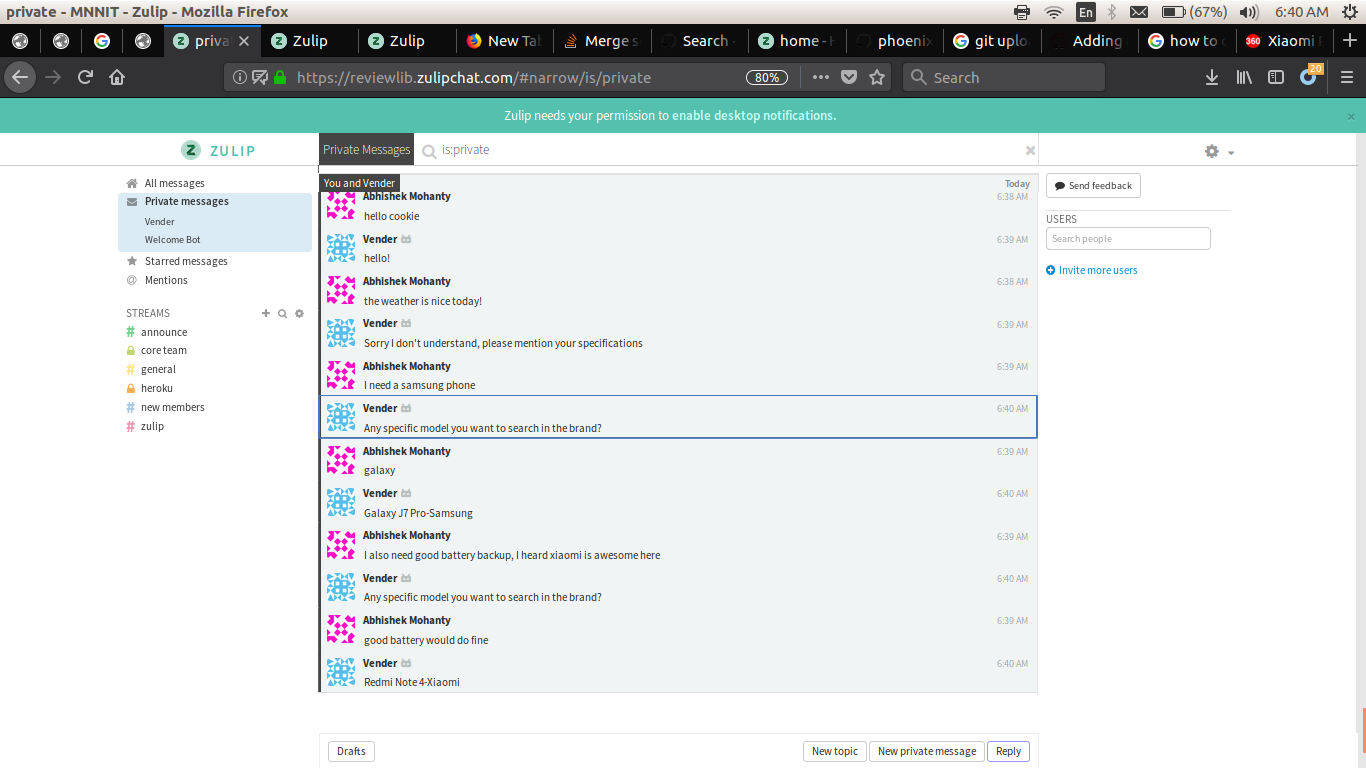 private - MNNIT - Zulip - Mozilla Firefox
En
(67%)
6:40 AM
priva
Zulip
Zulip
New Tab
Merge s
Search
home - H
phoenix
git uplo
Adding
how to
360
Xiaomi
https://reviewlib.zulipchat.com/#narrow/is/private
80%
Search
20
Zulip needs your permission to enable desktop notifications.
×
ZULIP
Private Messages
is:private
All messages
Private messages
Vender
Welcome Bot
Starred messages
Mentions
STREAMS
announce
core team
general
heroku
new members
zulip
You and Vender
Today
Abhishek Mohanty
6:38 AM
hello cookie
Vender
6:39 AM
hello!
Abhishek Mohanty
6:38 AM
the weather is nice today!
Vender
6:39 AM
Sorry I don't understand, please mention your specifications
Abhishek Mohanty
6:39 AM
I need a samsung phone
Vender
6:40 AM
Any specific model you want to search in the brand?
Abhishek Mohanty
6:39 AM
galaxy
Vender
6:40 AM
Galaxy J7 Pro-Samsung
Abhishek Mohanty
6:39 AM
I also need good battery backup, I heard xiaomi is awesome here
Vender
6:40 AM
Any specific model you want to search in the brand?
Abhishek Mohanty
6:39 AM
good battery would do fine
Vender
6:40 AM
Redmi Note 4-Xiaomi
Drafts
New topic
New private message
Reply
Send feedback
USERS
Search people
Invite more users